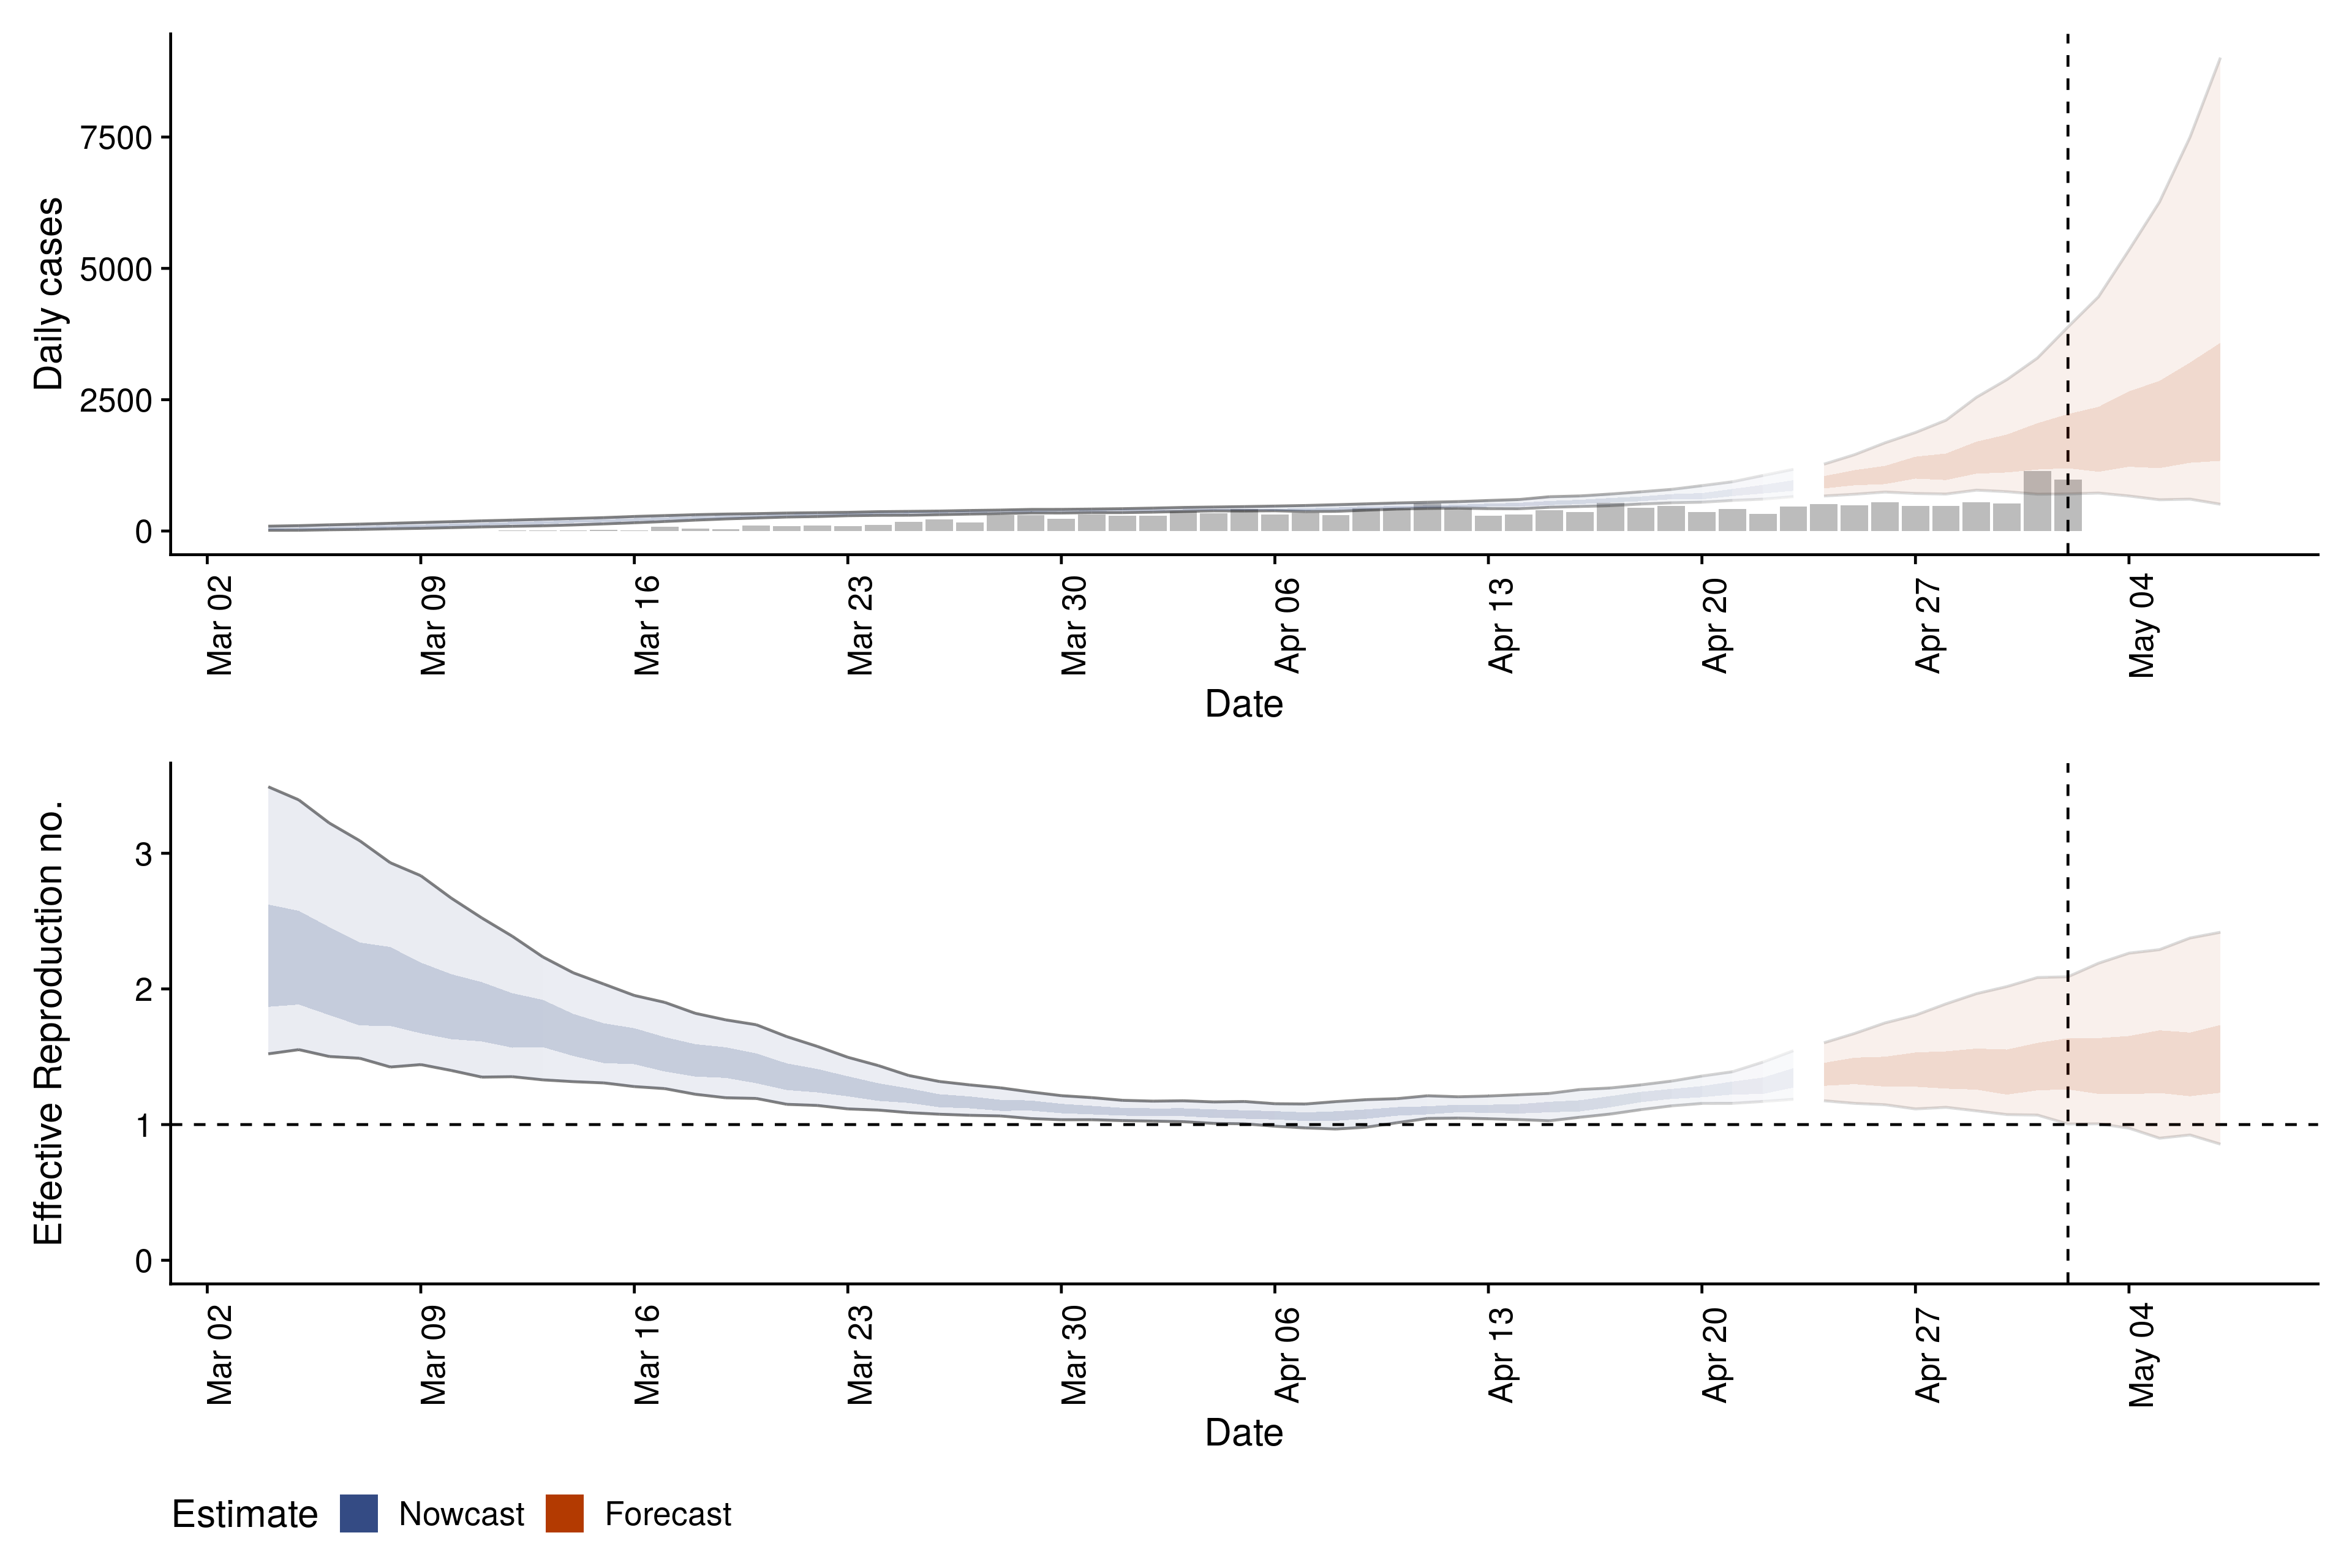 Daily cases
7500
5000
2500
0
Mar 02
Mar 09
Mar 16
Mar 23
Mar 30
Apr 06
Apr 13
Apr 20
Apr 27
May 04
Date
Effective Reproduction no.
3
2
1
0
Mar 02
Mar 09
Mar 16
Mar 23
Mar 30
Apr 06
Apr 13
Apr 20
Apr 27
May 04
Date
Estimate Nowcast Forecast